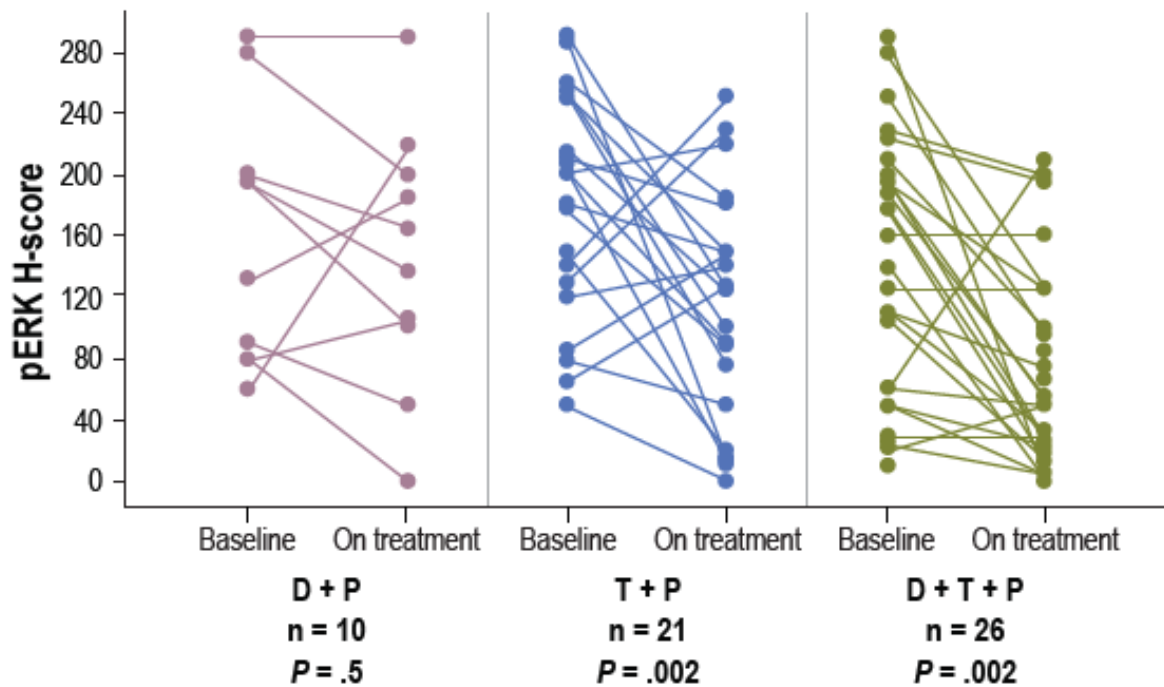 pERK H-score
280
240
200
160
120
80
40
0
Baseline On treatment Baseline On treatment Baseline On treatment
D + P T + P D + T + P
n = 10 n = 21 n = 26
P = .5 P = .002 P = .002